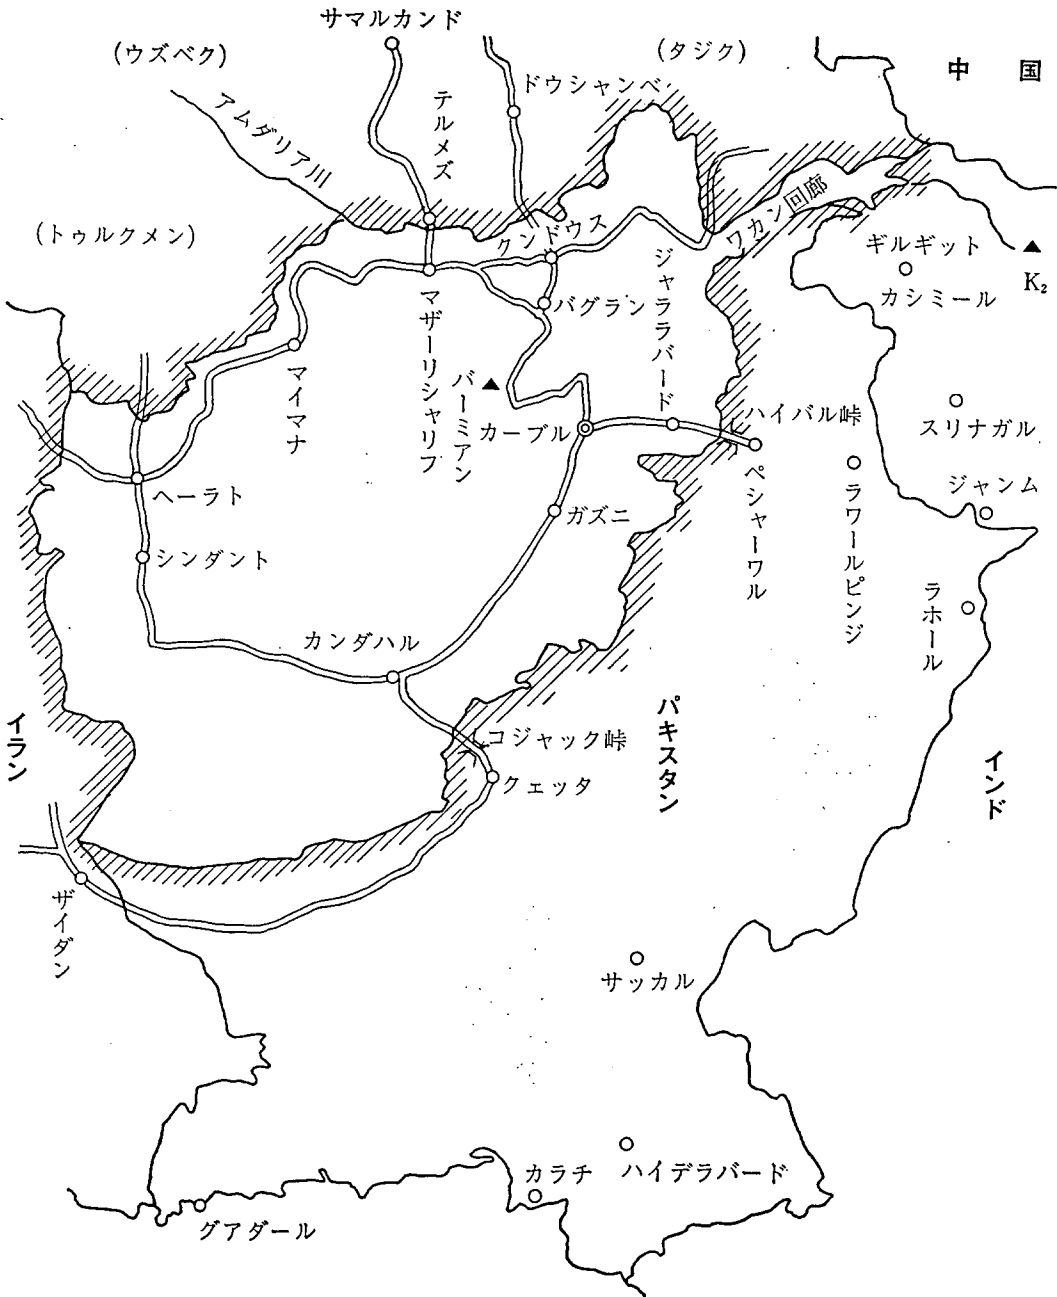 サマルカンド
(ウズベク)
(タジク)
中国
ドウシャンベ
テルメズ
アムダリア川
ワカン回廊
(トゥルクメン)
クンドウス
ギルギット
K₂
カシミール
ジャララバード
バグラン
マザーリシャリフ
マイマナ
バーミアン
カーブル
ハイバル峠
スリナガル
ペシャーワル
ラワールピンジ
ジャンム
ヘーラト
ガズニ
シンダント
ラホール
カンダハル
イラン
パキスタン
インド
コジャック峠
クェッタ
ザイダン
サッカル
カラチ
ハイデラバード
グアダール